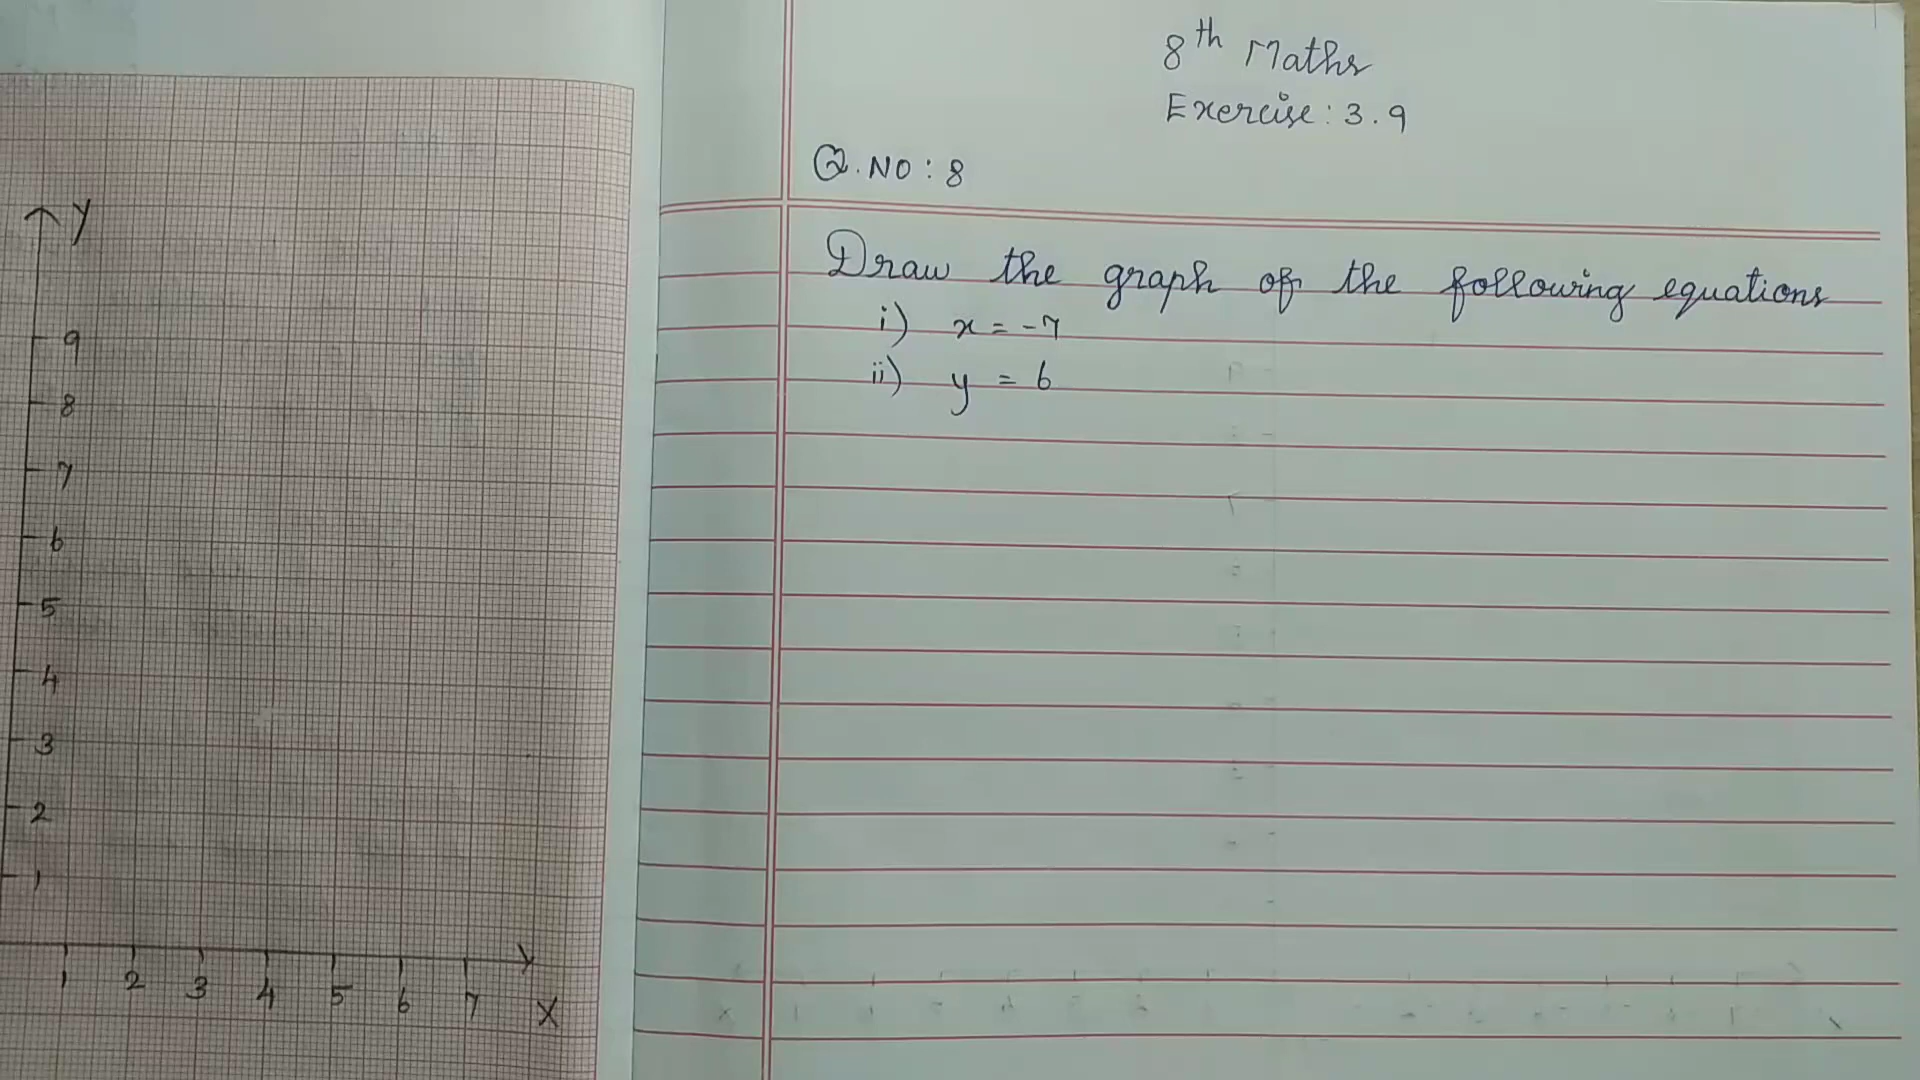 8th Maths
Exercise: 3.9
Q.NO: 8
Draw the graph of the following equations
i) x = -7
ii) y = 6
Y
9
8
7
6
5
4
3
2
1
1 2 3 4 5 6 7 X